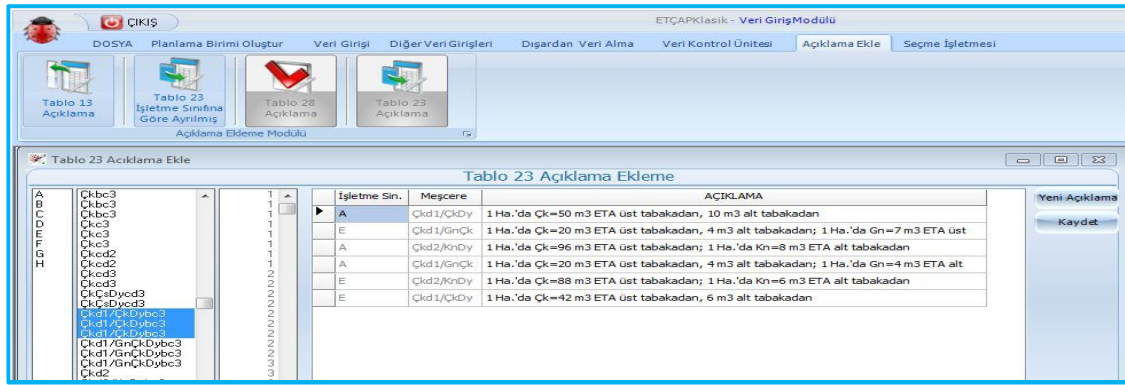 ÇIKIŞ
ETÇAPKlasik - Veri GirişModülü
DOSYA Planlama Birimi Oluştur Veri Girişi Diğer Veri Girişleri Dışardan Veri Alma Veri Kontrol Ünitesi Açıklama Ekle Seçme İşletmesi
Tablo 13 Açıklama
Tablo 23 İşletme Sınıfına Göre Ayrılmış
Tablo 28 Açıklama
Tablo 23 Açıklama
Açıklama Ekleme Modülü
Tablo 23 Acıklama Ekle
Tablo 23 Açıklama Ekleme
A
B
C
D
E
F
G
H
Çkbc3
Çkbc3
Çkbc3
Çkc3
Çkc3
Çkc3
Çkcd2
Çkcd2
Çkcd3
Çkcd3
ÇkÇsDycd3
ÇkÇsDycd3
Çkd1/ÇkDybc3
Çkd1/ÇkDybc3
Çkd1/ÇkDybc3
Çkd1/GnÇkDybc3
Çkd1/GnÇkDybc3
Çkd1/GnÇkDybc3
Çkd2
1
1
1
1
1
1
1
1
2
2
2
2
2
2
2
2
2
3
3
İşletme Sin. Meşcere AÇIKLAMA
A Çkd1/ÇkDy 1 Ha.'da Çk=50 m3 ETA üst tabakadan, 10 m3 alt tabakadan
E Çkd1/GnÇk 1 Ha.'da Çk=20 m3 ETA üst tabakadan, 4 m3 alt tabakadan; 1 Ha.'da Gn=7 m3 ETA üst
A Çkd2/KnDy 1 Ha.'da Çk=96 m3 ETA üst tabakadan; 1 Ha.'da Kn=8 m3 ETA alt tabakadan
A Çkd1/GnÇk 1 Ha.'da Çk=20 m3 ETA üst tabakadan, 4 m3 alt tabakadan; 1 Ha.'da Gn=4 m3 ETA alt
E Çkd2/KnDy 1 Ha.'da Çk=88 m3 ETA üst tabakadan; 1 Ha.'da Kn=6 m3 ETA alt tabakadan
E Çkd1/ÇkDy 1 Ha.'da Çk=42 m3 ETA üst tabakadan, 6 m3 alt tabakadan
Yeni Açıklama
Kaydet